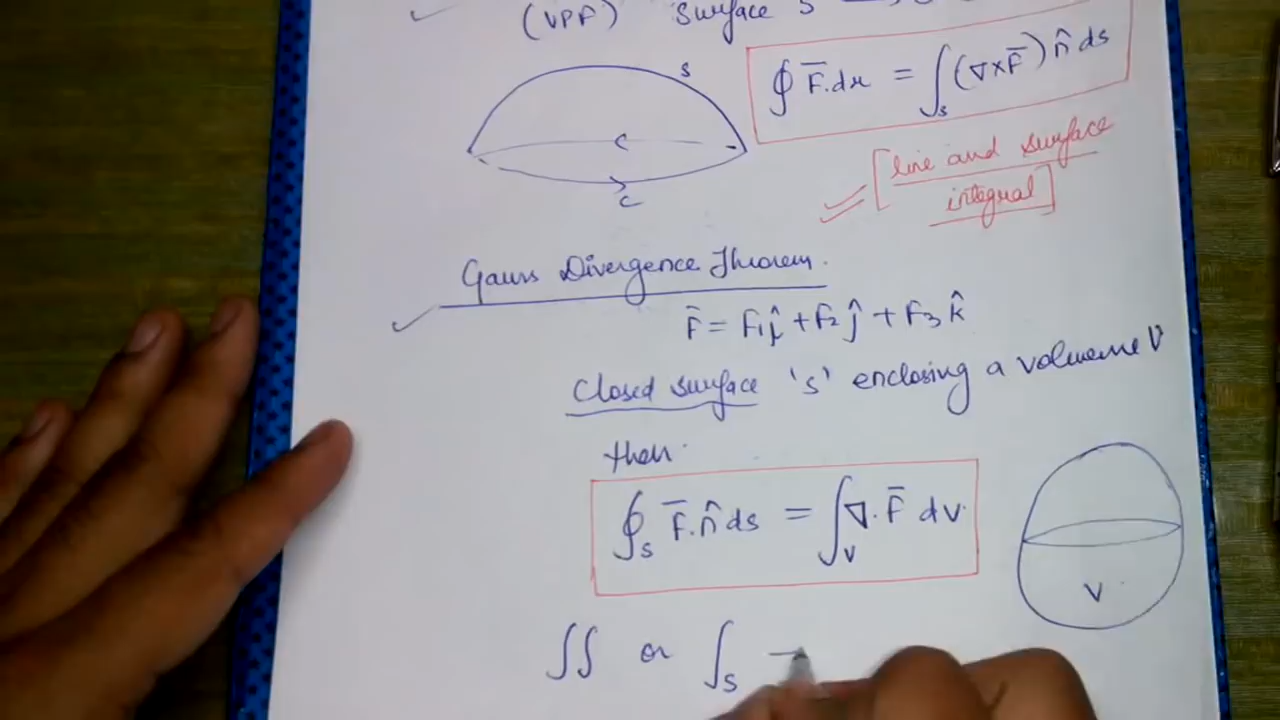 (VPF) Surface S
S
∮ F̅.dr = ∫s (∇×F̅) n̂ ds
C
[line and surface
integral]
C
Gauss Divergence Theorem.
F̅ = F₁î + F₂ĵ + F₃k̂
Closed surface 's' enclosing a volumme V
then.
∮s F̅.n̂ ds = ∫v ∇.F̅ dv.
V
∬ or ∫s